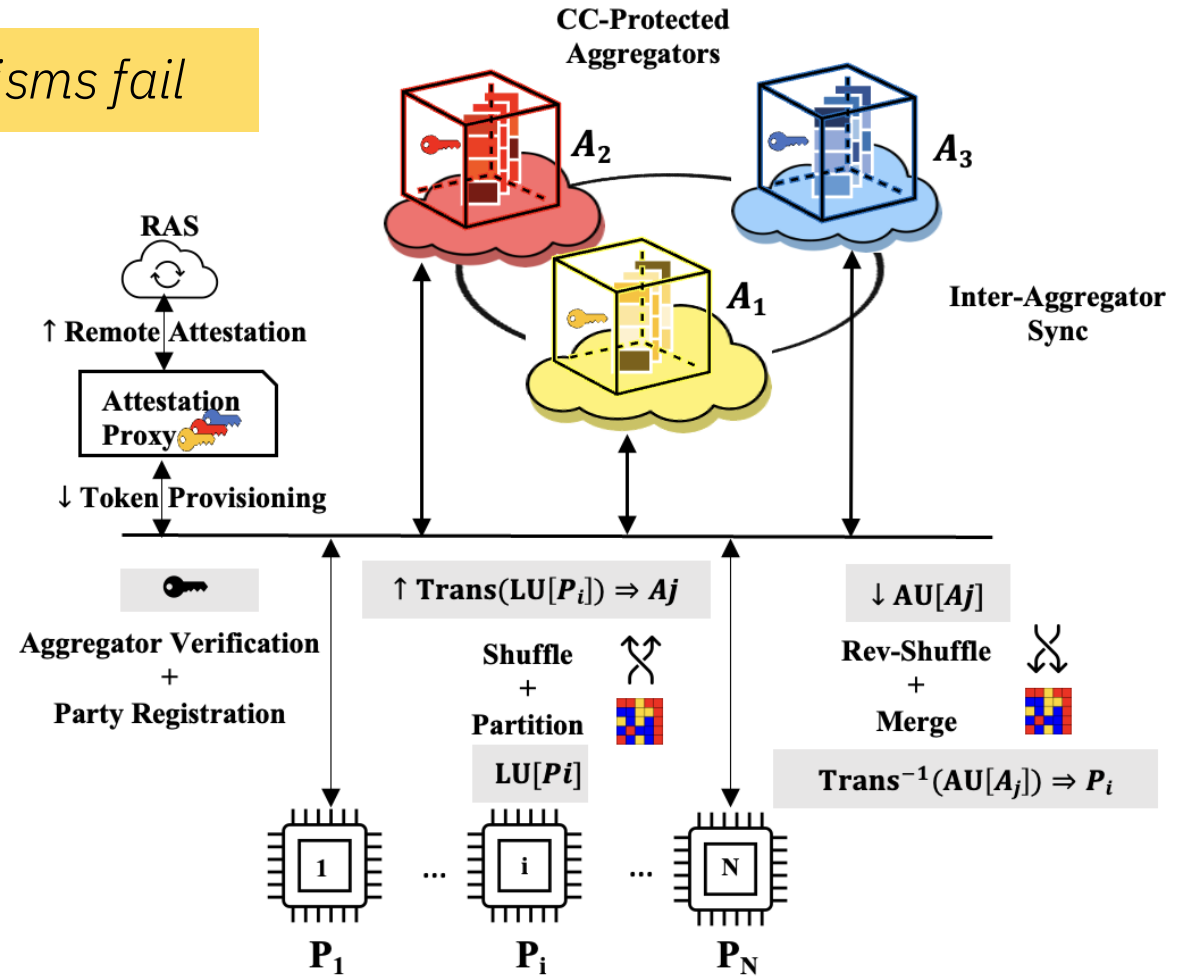 isms fail
CC-Protected
Aggregators
A₂
A₃
A₁
RAS
↑ Remote Attestation
Attestation
Proxy
↓ Token Provisioning
Inter-Aggregator
Sync
Aggregator Verification
+
Party Registration
↑ Trans(LU[Pᵢ]) ⇒ Aj
Shuffle
+
Partition
LU[Pi]
↓ AU[Aj]
Rev-Shuffle
+
Merge
Trans⁻¹(AU[Aⱼ]) ⇒ Pᵢ
1
...
i
...
N
P₁
Pᵢ
P_N